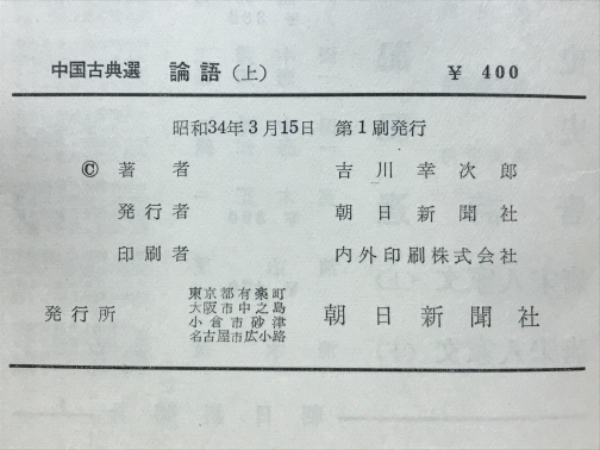 中国古典選 論語(上) ¥ 400
昭和34年3月15日 第1刷発行
© 著者 吉川幸次郎
発行者 朝日新聞社
印刷者 内外印刷株式会社
発行所 東京都有楽町 朝日新聞社
大阪市中之島
小倉市砂津
名古屋市広小路